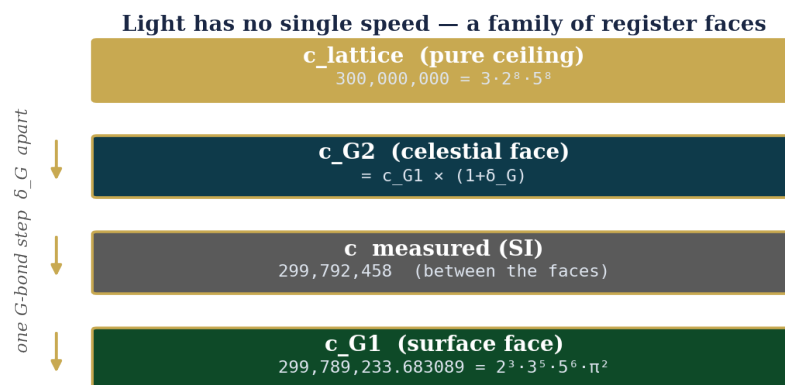 Light has no single speed — a family of register faces
c_lattice (pure ceiling)
300,000,000 = 3·2⁸·5⁸
c_G2 (celestial face)
= c_G1 × (1+δ_G)
c measured (SI)
299,792,458 (between the faces)
c_G1 (surface face)
299,789,233.683089 = 2³·3⁵·5⁶·π²
one G-bond step δ_G apart